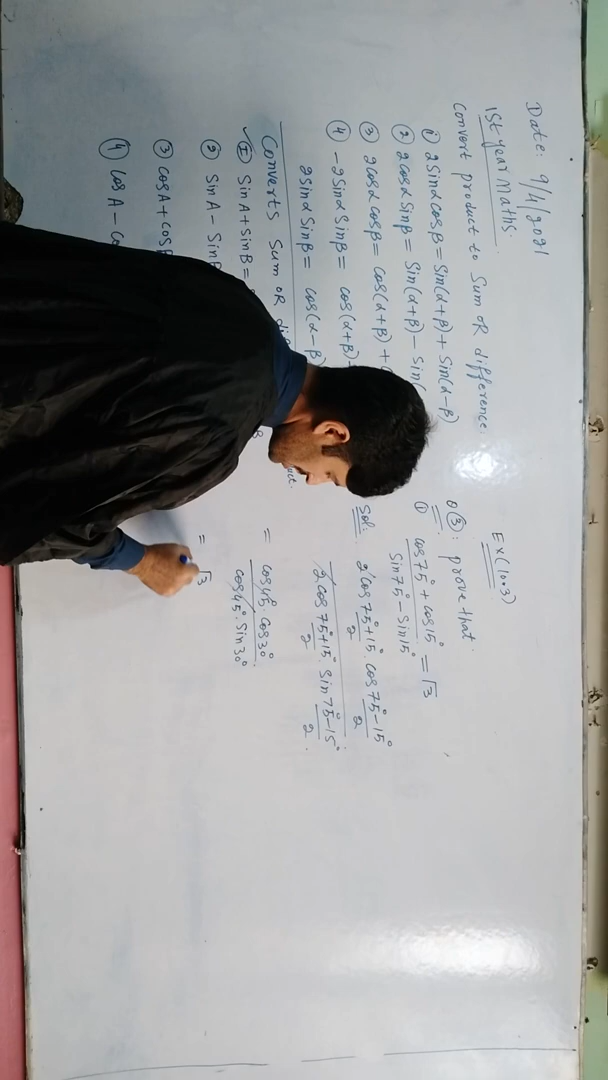 Date: 9/4/2021
1st year Maths.
Convert product to Sum OR difference.
① 2Sinα Cosβ = Sin(α+β) + Sin(α-β)
② 2Cosα Sinβ = Sin(α+β) - Sin(
③ 2Cosα Cosβ = Cos(α+β) +
④ -2Sinα Sinβ = Cos(α+β)-
2Sinα Sinβ = Cos(α-β)
Converts Sum OR
① Sin A + Sin B =
② Sin A - Sin B
③ Cos A + Cos B
④ Cos A -
Ex (10.3)
Q③: Prove that
① Cos75° + Cos15° / Sin75° - Sin15° = √3
Sol: 2Cos 75°+15°/2 . Cos 75°-15°/2
2Cos 75°+15°/2 . Sin 75°-15°/2
= Cos45° . Cos30° / Cos45° . Sin30°
= √3